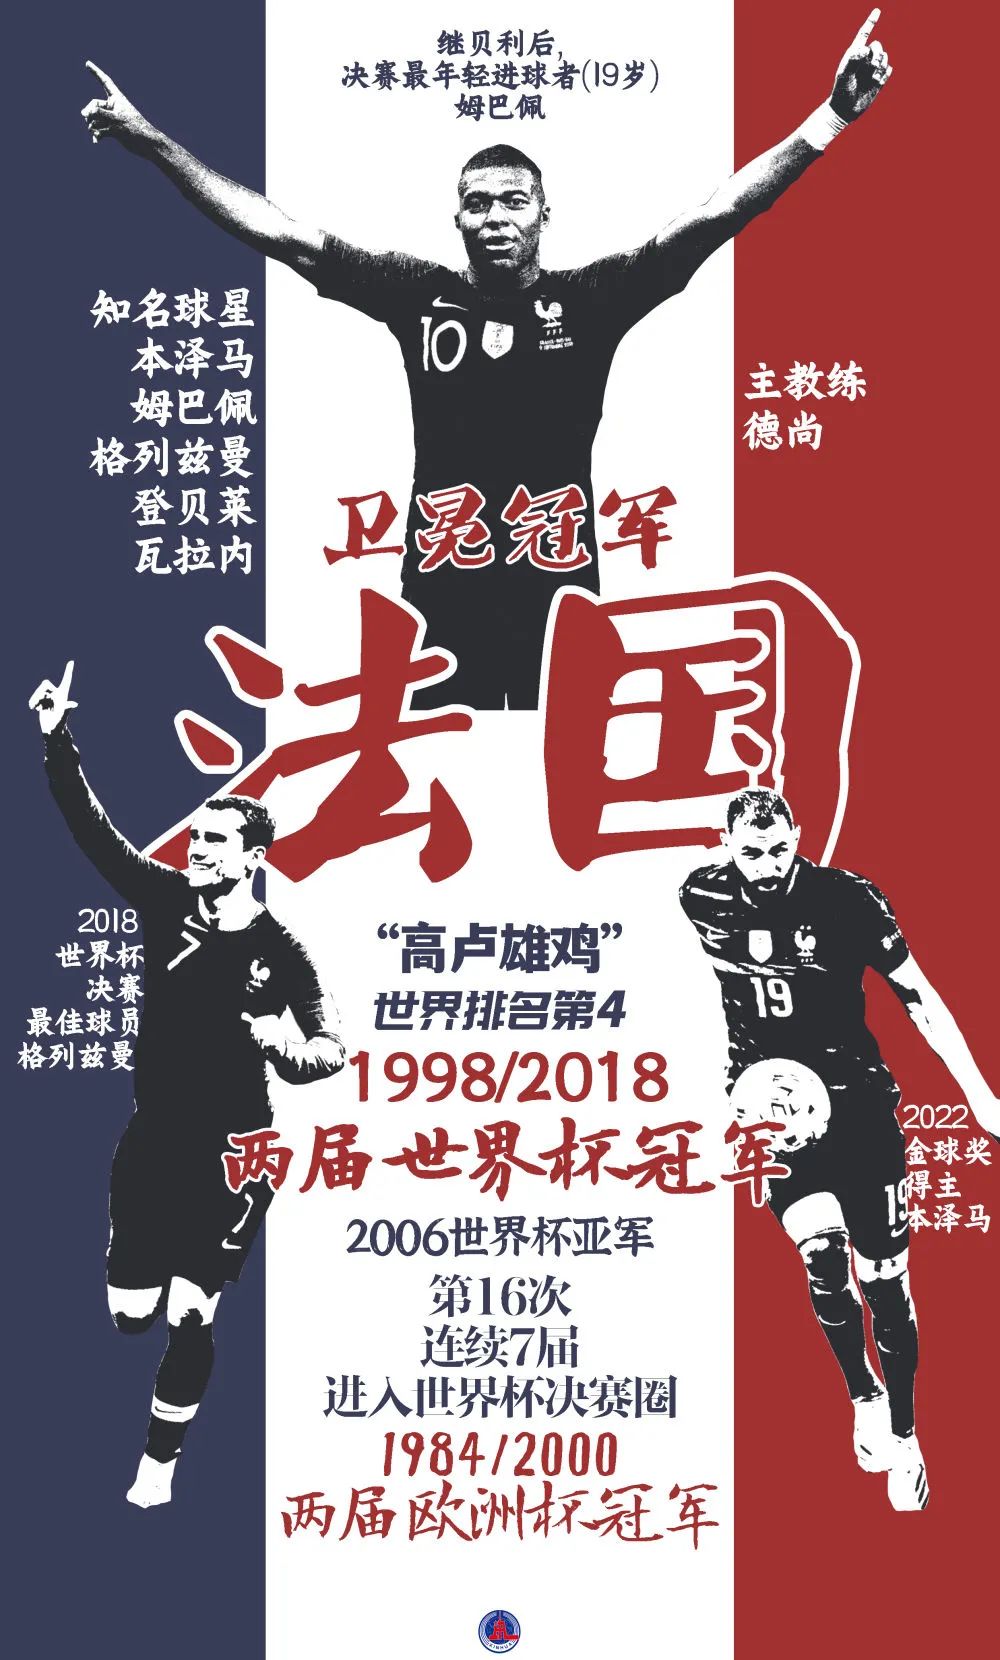 继贝利后,
决赛最年轻进球者(19岁)
姆巴佩
10
知名球星
本泽马
姆巴佩
格列兹曼
登贝莱
瓦拉内
主教练
德尚
卫冕冠军
法国
2018
世界杯
决赛
最佳球员
格列兹曼
7
19
“高卢雄鸡”
世界排名第4
1998/2018
两届世界杯冠军
2022
金球奖
得主
本泽马
19
7
2006世界杯亚军
第16次
连续7届
进入世界杯决赛圈
1984/2000
两届欧洲杯冠军
XINHUA